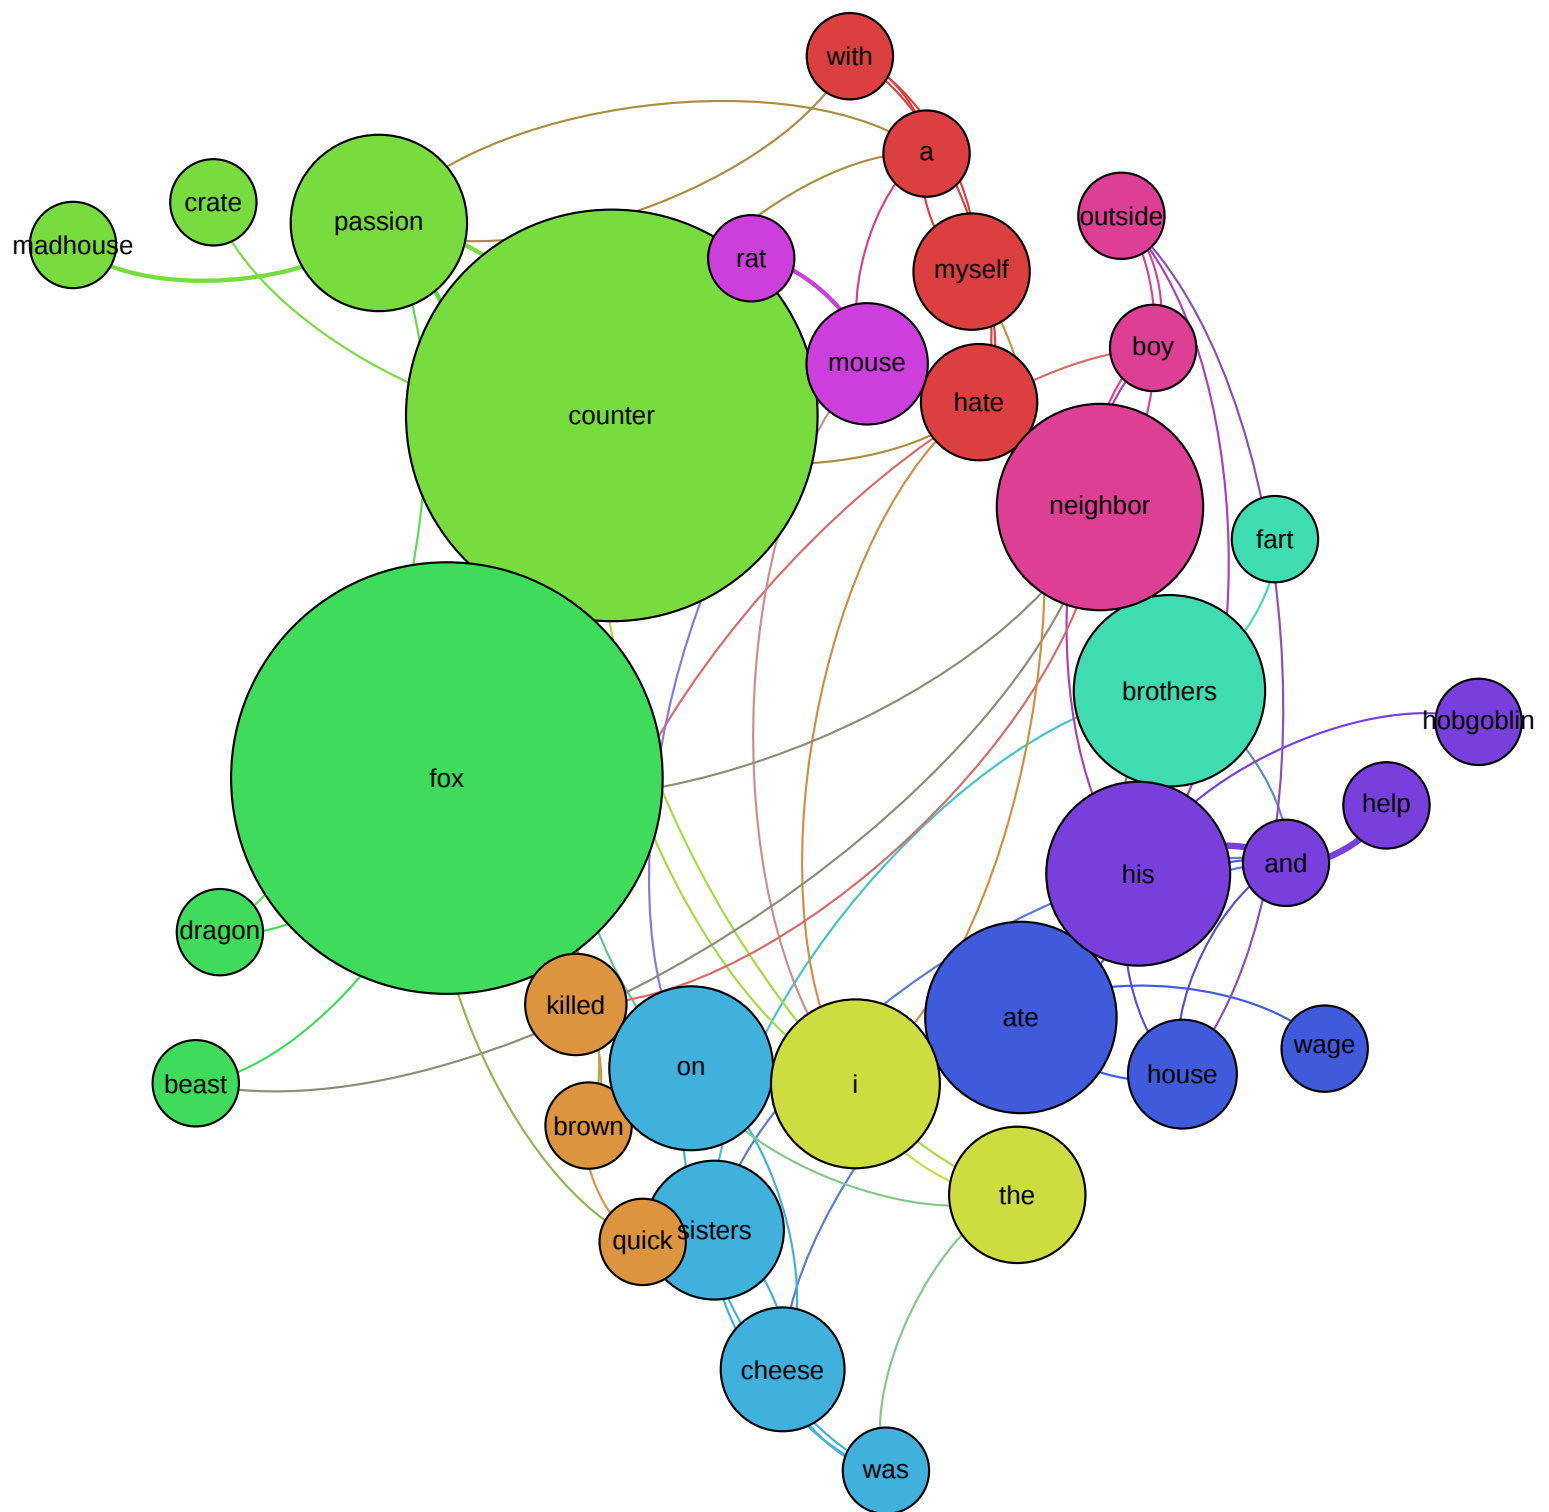 with
a
crate
passion
outside
madhouse
rat
myself
boy
mouse
hate
counter
neighbor
fart
brothers
hobgoblin
fox
help
and
his
dragon
killed
ate
wage
on
house
beast
i
brown
the
sisters
quick
cheese
was